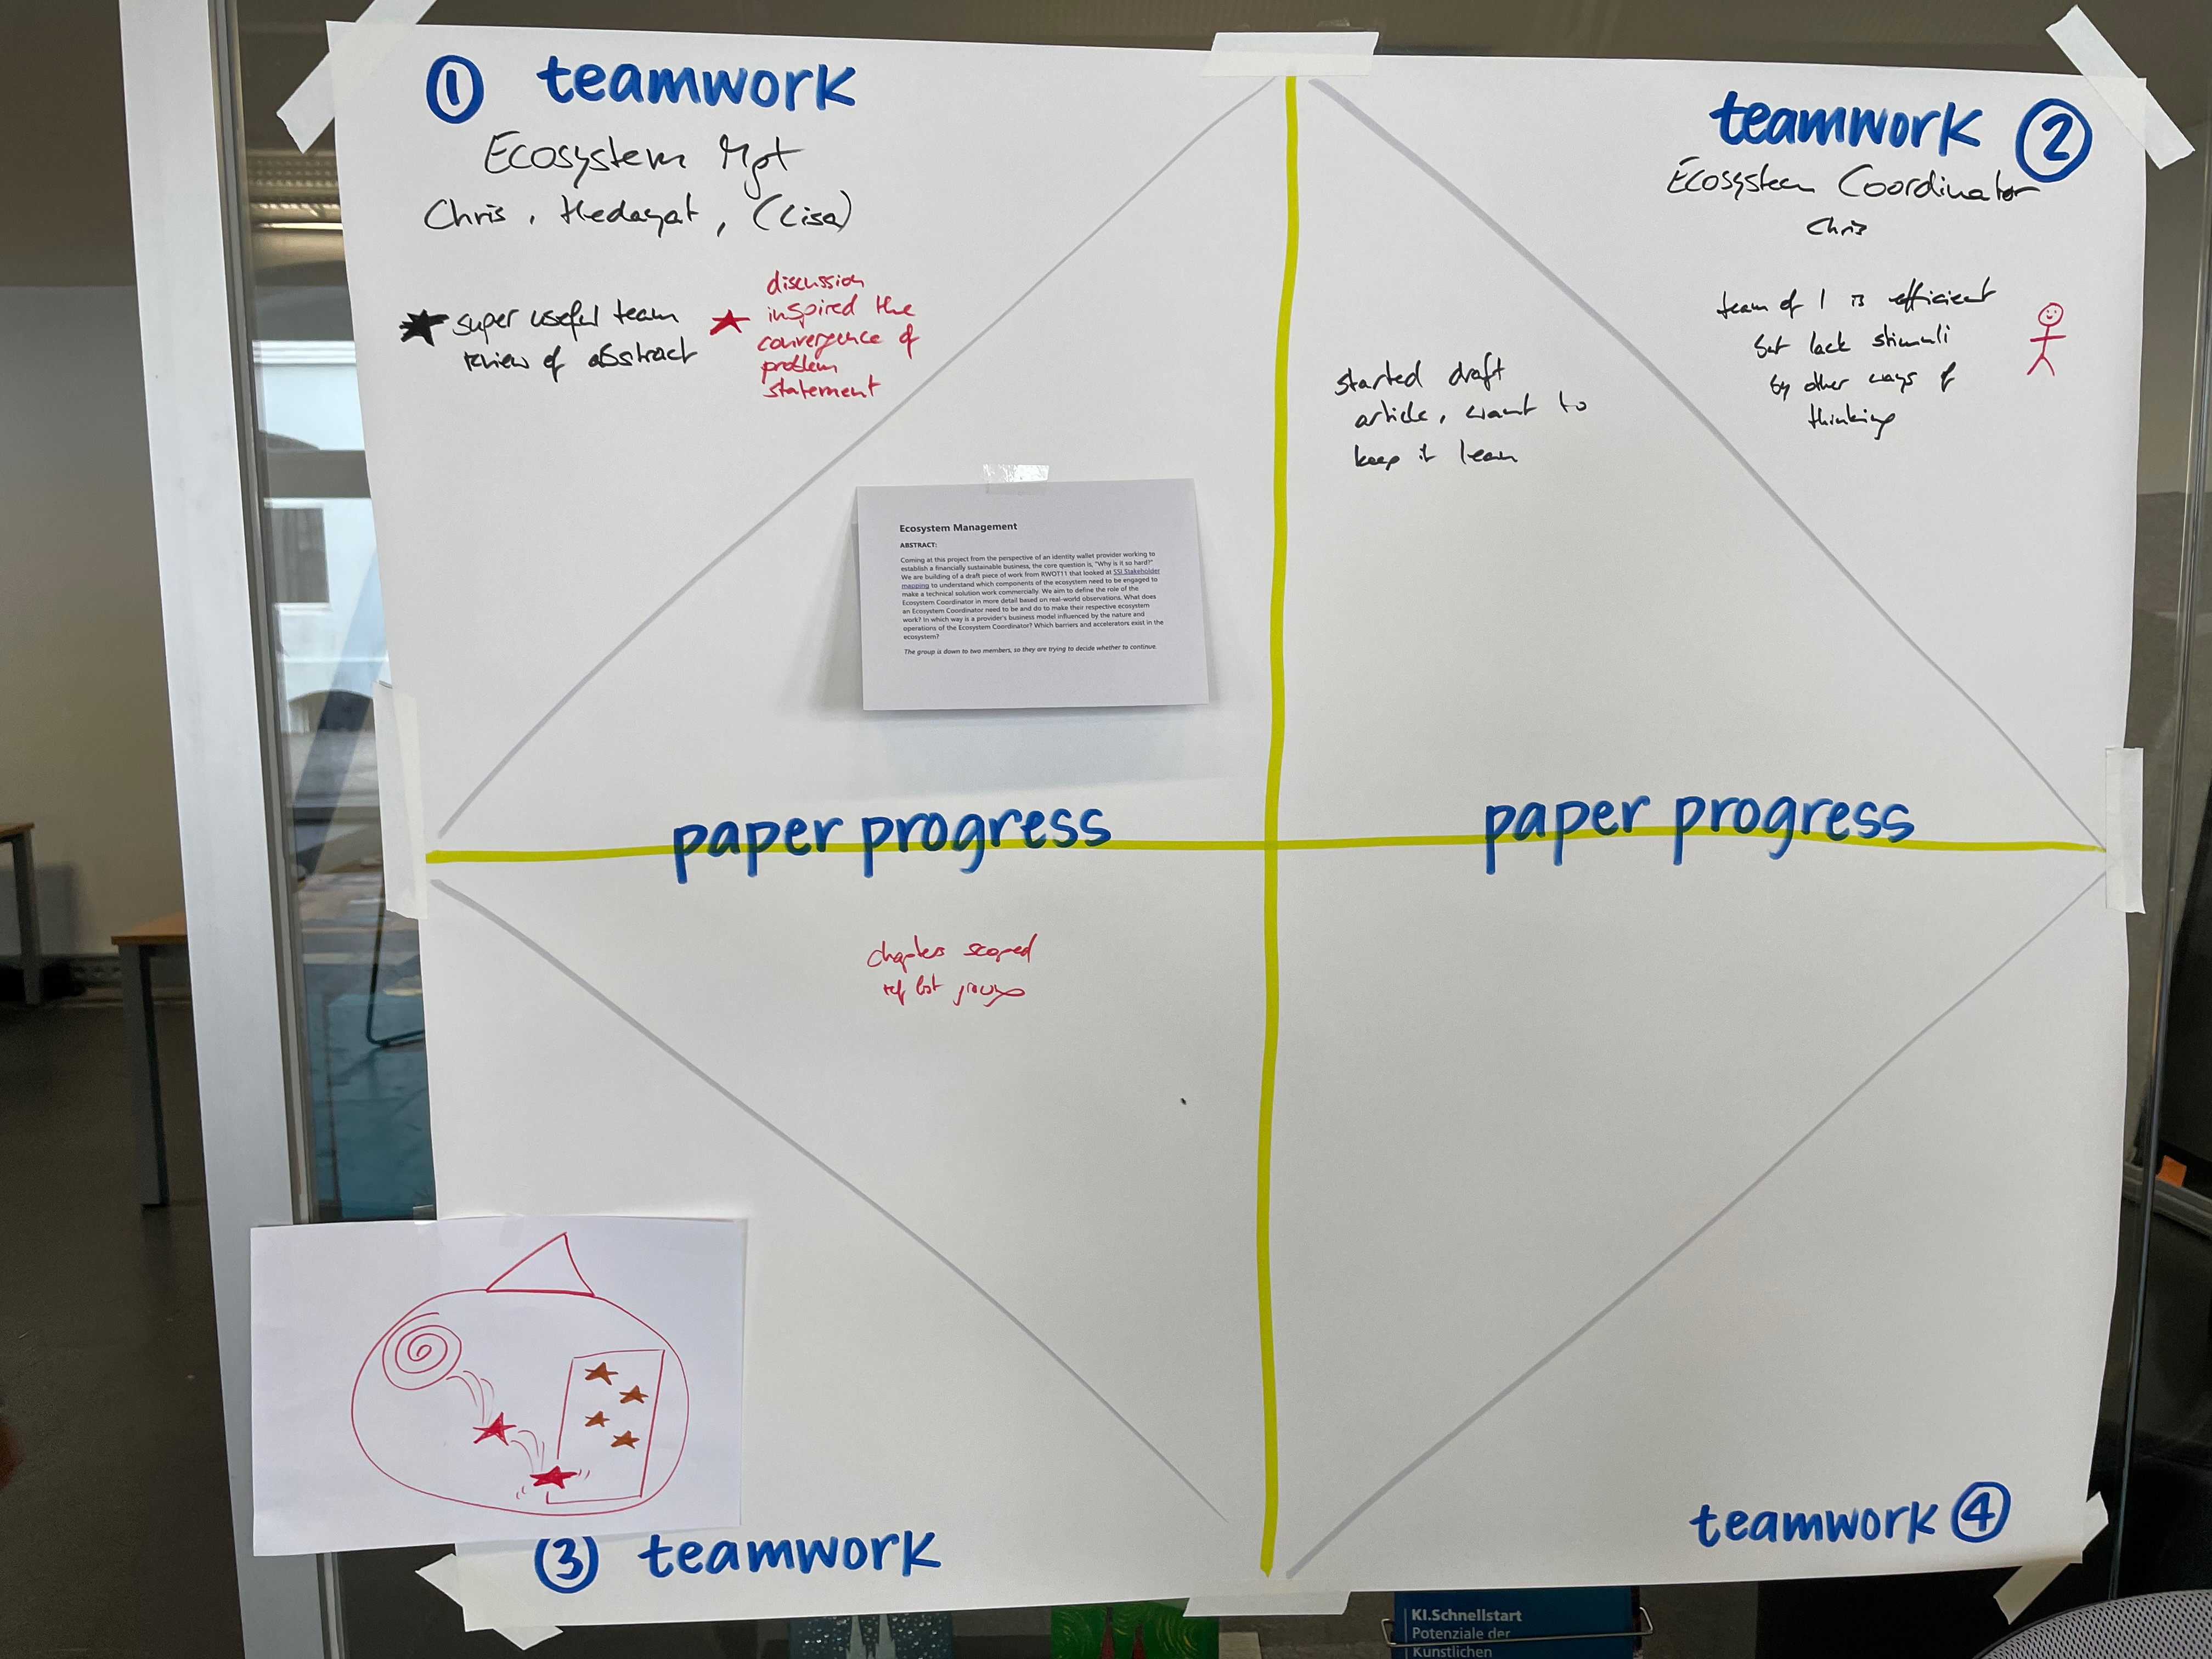 ① teamwork
Ecosystem Mgt
Chris, Hedayat, (Lisa)
super useful team
review of abstract
discussion
inspired the
convergence of
problem
statement
teamwork ②
Ecosystem Coordinator
Chris
team of 1 is efficient
but lack stimuli
by other ways of
thinking
started draft
article, want to
keep it lean
Ecosystem Management
ABSTRACT:
Coming at this project from the perspective of an identity wallet provider working to
establish a financially sustainable business, the core question is, "Why is it so hard?"
We are building of a draft piece of work from RWOT11 that looked at SSI Stakeholder
mapping to understand which components of the ecosystem need to be engaged to
make a technical solution work commercially. We aim to define the role of the
Ecosystem Coordinator in more detail based on real-world observations. What does
an Ecosystem Coordinator need to be and do to make their respective ecosystem
work? In which way is a provider's business model influenced by the nature and
operations of the Ecosystem Coordinator? Which barriers and accelerators exist in the
ecosystem?
The group is down to two members, so they are trying to decide whether to continue.
paper progress
paper progress
chapters scoped
ref list
③ teamwork
teamwork ④
KI.Schnellstart
Potenziale der
Künstlichen